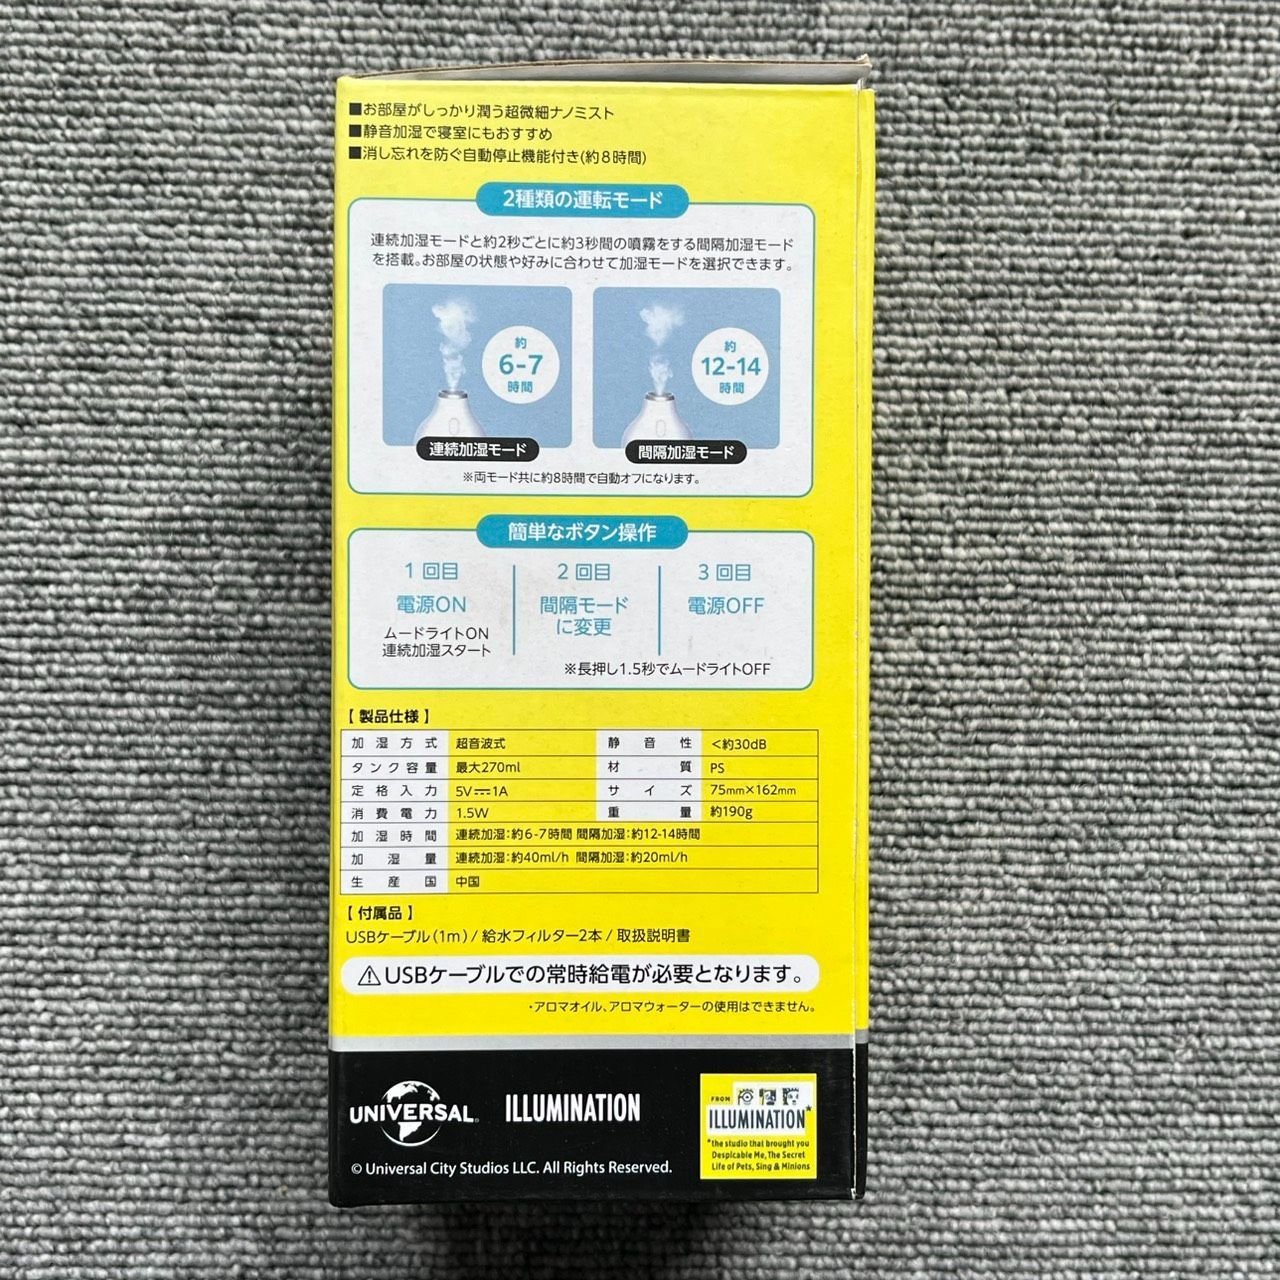 ■お部屋がしっかり潤う超微細ナノミスト
■静音加湿で寝室にもおすすめ
■消し忘れを防ぐ自動停止機能付き(約8時間)
2種類の運転モード
連続加湿モードと約2秒ごとに約3秒間の噴霧をする間隔加湿モード
を搭載。お部屋の状態や好みに合わせて加湿モードを選択できます。
約
6-7
時間
連続加湿モード
約
12-14
時間
間隔加湿モード
※両モード共に約8時間で自動オフになります。
簡単なボタン操作
1回目
電源ON
ムードライトON
連続加湿スタート
2回目
間隔モード
に変更
3回目
電源OFF
※長押し1.5秒でムードライトOFF
【製品仕様】
加湿方式 超音波式 静音性 <約30dB
タンク容量 最大270ml 材質 PS
定格入力 5V⎓1A サイズ 75mm×162mm
消費電力 1.5W 重量 約190g
加湿時間 連続加湿:約6-7時間 間隔加湿:約12-14時間
加湿量 連続加湿:約40ml/h 間隔加湿:約20ml/h
生産国 中国
【付属品】
USBケーブル(1m)/給水フィルター2本/取扱説明書
⚠USBケーブルでの常時給電が必要となります。
・アロマオイル、アロマウォーターの使用はできません。
UNIVERSAL
ILLUMINATION
© Universal City Studios LLC. All Rights Reserved.
FROM
ILLUMINATION*
*the studio that brought you
Despicable Me, The Secret
Life of Pets, Sing & Minions